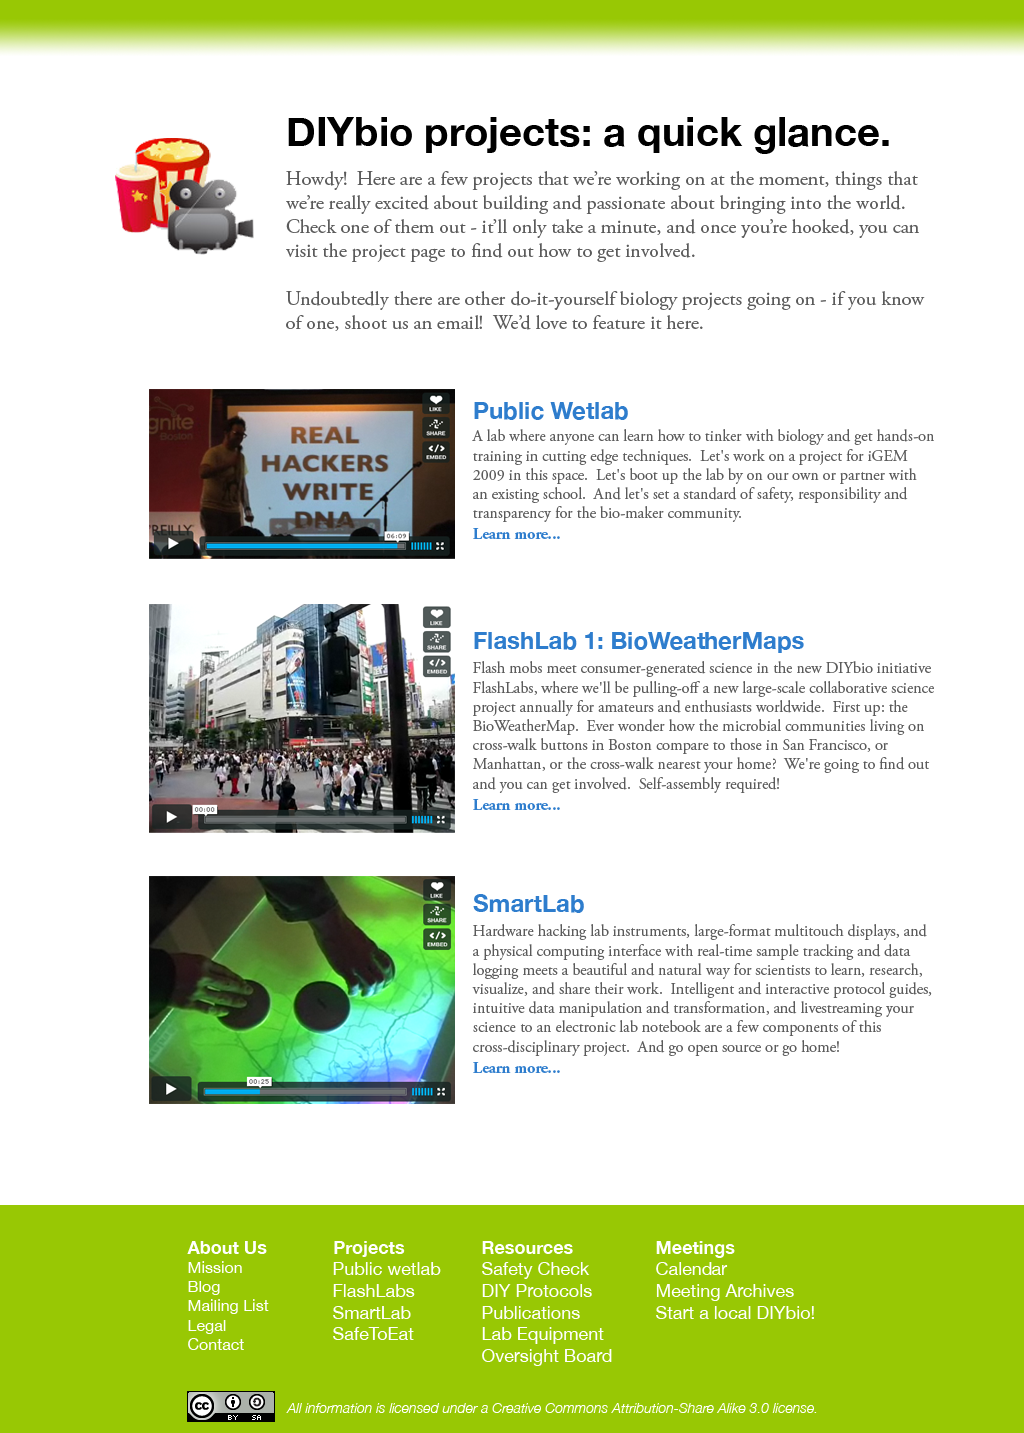 DIYbio projects: a quick glance.
Howdy!  Here are a few projects that we're working on at the moment, things that
we're really excited about building and passionate about bringing into the world.
Check one of them out - it'll only take a minute, and once you're hooked, you can
visit the project page to find out how to get involved.
Undoubtedly there are other do-it-yourself biology projects going on - if you know
of one, shoot us an email!  We'd love to feature it here.
gnite
Boston
REAL
HACKERS
WRITE
DNA
O'REILLY
LIKE
SHARE
EMBED
06:09
Public Wetlab
A lab where anyone can learn how to tinker with biology and get hands-on
training in cutting edge techniques.  Let's work on a project for iGEM
2009 in this space.  Let's boot up the lab by on our own or partner with
an existing school.  And let's set a standard of safety, responsibility and
transparency for the bio-maker community.
Learn more...
LIKE
SHARE
EMBED
00:00
FlashLab 1: BioWeatherMaps
Flash mobs meet consumer-generated science in the new DIYbio initiative
FlashLabs, where we'll be pulling-off a new large-scale collaborative science
project annually for amateurs and enthusiasts worldwide.  First up: the
BioWeatherMap.  Ever wonder how the microbial communities living on
cross-walk buttons in Boston compare to those in San Francisco, or
Manhattan, or the cross-walk nearest your home?  We're going to find out
and you can get involved.  Self-assembly required!
Learn more...
LIKE
SHARE
EMBED
00:25
SmartLab
Hardware hacking lab instruments, large-format multitouch displays, and
a physical computing interface with real-time sample tracking and data
logging meets a beautiful and natural way for scientists to learn, research,
visualize, and share their work.  Intelligent and interactive protocol guides,
intuitive data manipulation and transformation, and livestreaming your
science to an electronic lab notebook are a few components of this
cross-disciplinary project.  And go open source or go home!
Learn more...
About Us
Mission
Blog
Mailing List
Legal
Contact
Projects
Public wetlab
FlashLabs
SmartLab
SafeToEat
Resources
Safety Check
DIY Protocols
Publications
Lab Equipment
Oversight Board
Meetings
Calendar
Meeting Archives
Start a local DIYbio!
cc
BY SA
All information is licensed under a Creative Commons Attribution-Share Alike 3.0 license.